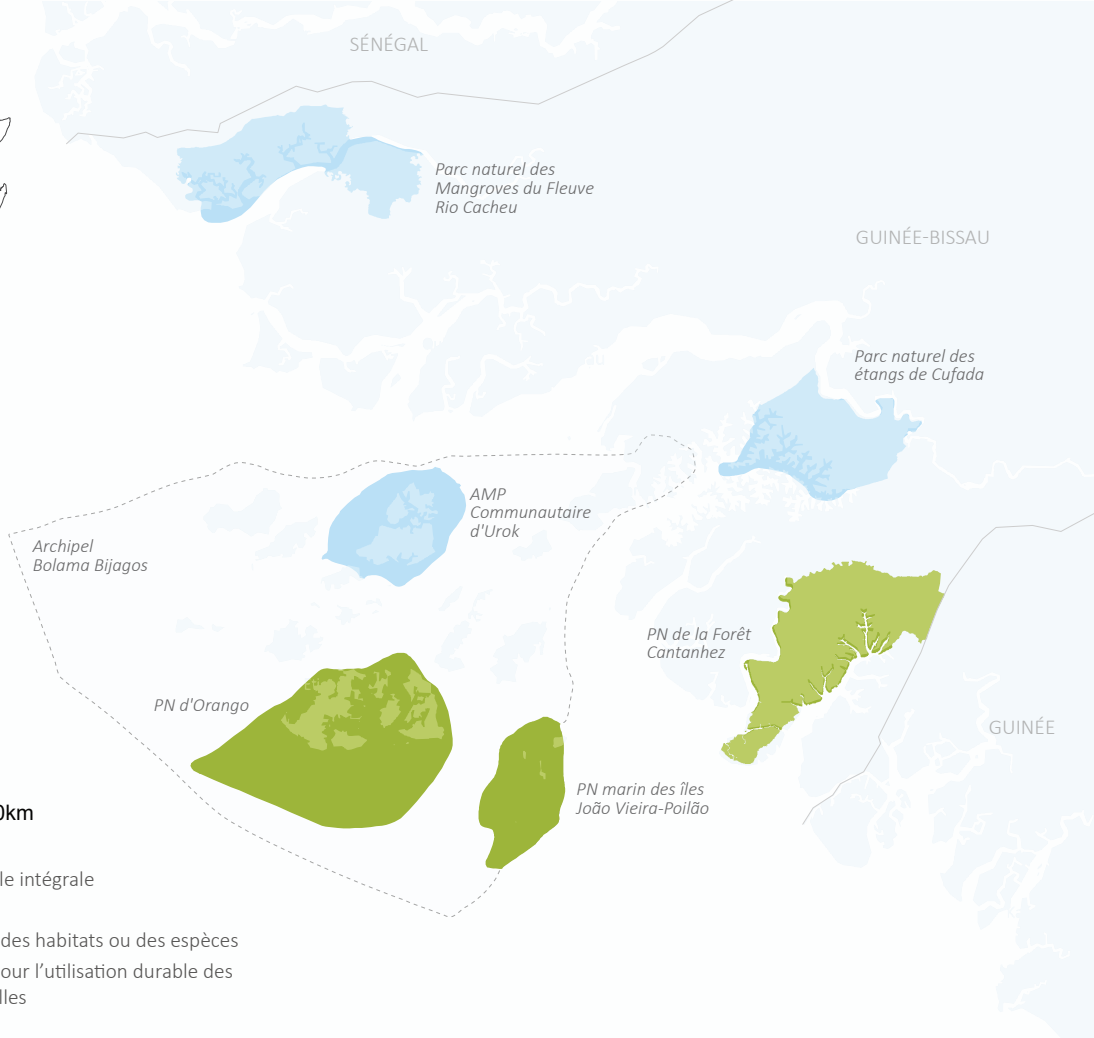 SÉNÉGAL
Parc naturel des
Mangroves du Fleuve
Rio Cacheu
GUINÉE-BISSAU
Parc naturel des
étangs de Cufada
AMP
Communautaire
d'Urok
Archipel
Bolama Bijagos
PN de la Forêt
Cantanhez
PN d'Orango
GUINÉE
PN marin des îles
João Vieira-Poilão
0km
le intégrale
des habitats ou des espèces
our l’utilisation durable des
lles